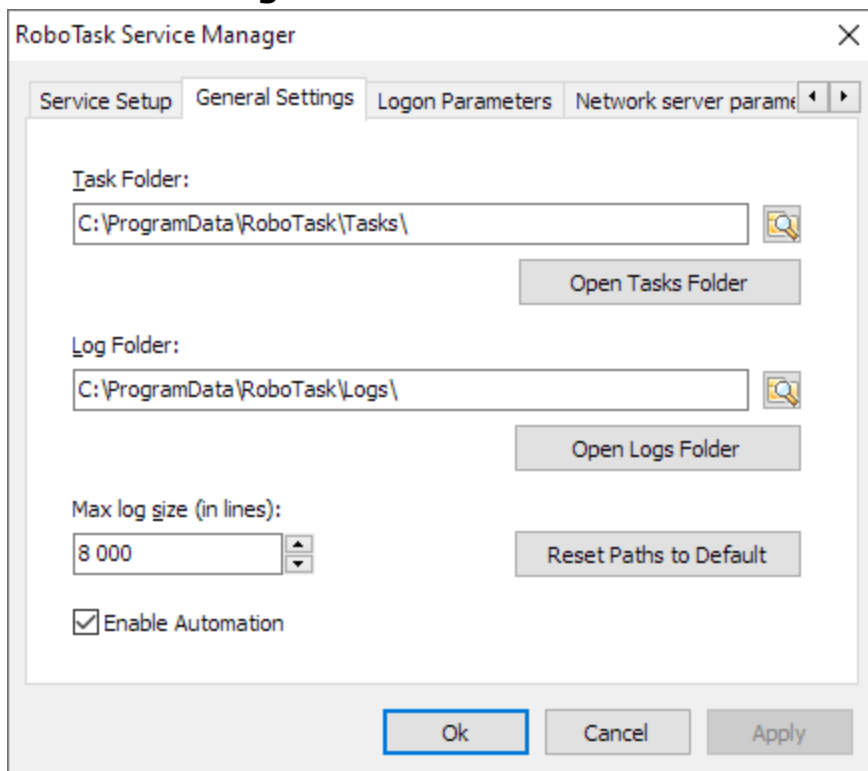 RoboTask Service Manager
Service Setup General Settings Logon Parameters Network server parame
Task Folder:
C:\ProgramData\RoboTask\Tasks\
Open Tasks Folder
Log Folder:
C:\ProgramData\RoboTask\Logs\
Open Logs Folder
Max log size (in lines):
8 000 Reset Paths to Default
Enable Automation
Ok Cancel Apply